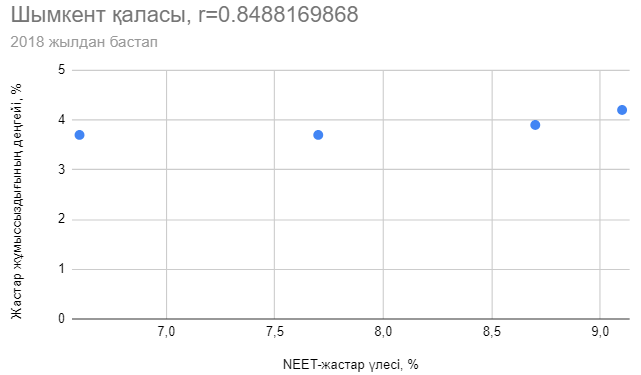 Шымкент қаласы, r=0.8488169868
2018 жылдан бастап
Жастар жұмыссыздығының деңгейі, %
5
4
3
2
1
0
7,0
7,5
8,0
8,5
9,0
NEET-жастар үлесі, %